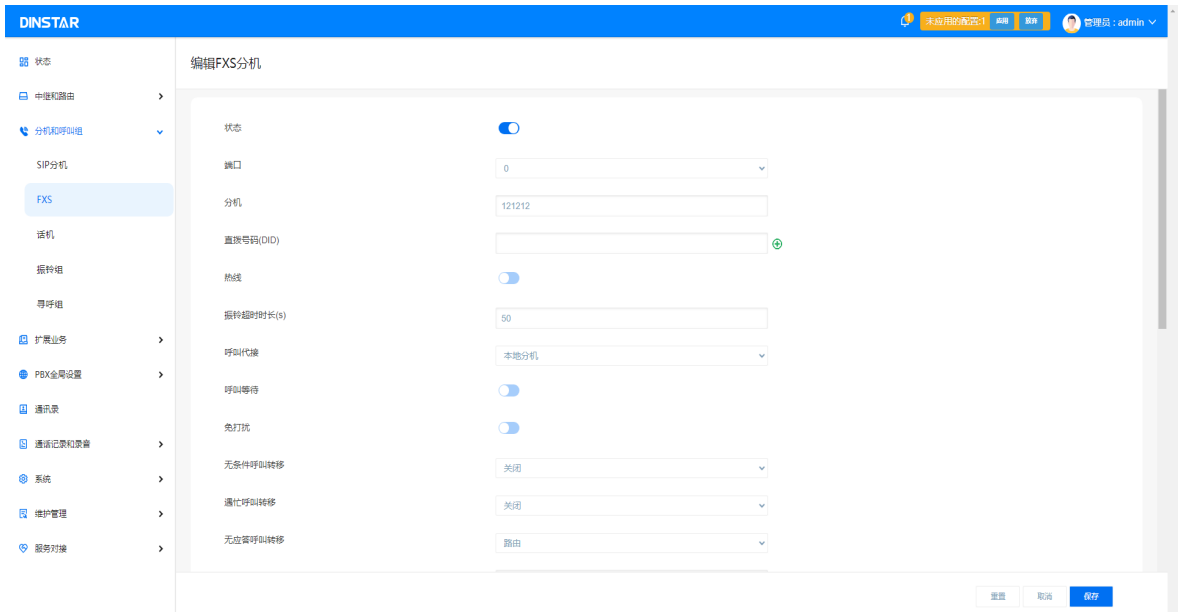 DINSTAR
1
未应用的配置:1
应用
放弃
管理员 : admin
状态
中继和路由
分机和呼叫组
SIP分机
FXS
话机
振铃组
寻呼组
扩展业务
PBX全局设置
通讯录
通话记录和录音
系统
维护管理
服务对接
编辑FXS分机
状态
端口
0
分机
121212
直拨号码(DID)
热线
振铃超时时长(s)
50
呼叫代接
本地分机
呼叫等待
免打扰
无条件呼叫转移
关闭
遇忙呼叫转移
关闭
无应答呼叫转移
路由
重置
取消
保存